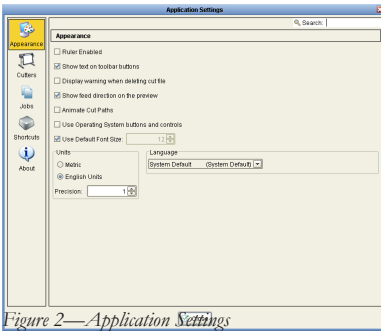 Application Settings
Search:
Appearance
Cutters
Jobs
Shortcuts
About
Appearance
Ruler Enabled
Show text on toolbar buttons
Display warning when deleting cut file
Show feed direction on the preview
Animate Cut Paths
Use Operating System buttons and controls
Use Default Font Size: 12
Units
Metric
English Units
Precision: 1
Language
System Default (System Default)
Figure 2—Application Settings